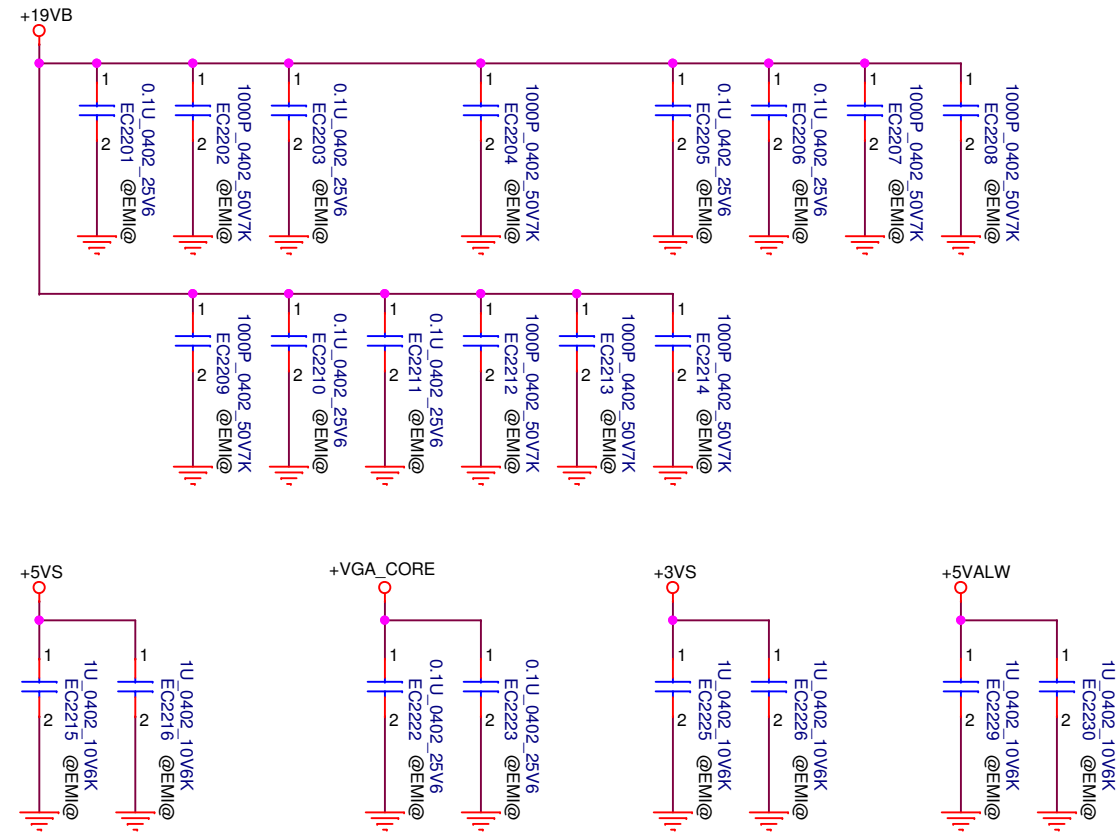 +19VB
1
2
0.1U_0402_25V6
EC2201 @EMI@
1
2
1000P_0402_50V7K
EC2202 @EMI@
1
2
0.1U_0402_25V6
EC2203 @EMI@
1
2
1000P_0402_50V7K
EC2204 @EMI@
1
2
0.1U_0402_25V6
EC2205 @EMI@
1
2
0.1U_0402_25V6
EC2206 @EMI@
1
2
1000P_0402_50V7K
EC2207 @EMI@
1
2
1000P_0402_50V7K
EC2208 @EMI@
1
2
1000P_0402_50V7K
EC2209 @EMI@
1
2
0.1U_0402_25V6
EC2210 @EMI@
1
2
0.1U_0402_25V6
EC2211 @EMI@
1
2
1000P_0402_50V7K
EC2212 @EMI@
1
2
1000P_0402_50V7K
EC2213 @EMI@
1
2
1000P_0402_50V7K
EC2214 @EMI@
+5VS
1
2
1U_0402_10V6K
EC2215 @EMI@
1
2
1U_0402_10V6K
EC2216 @EMI@
+VGA_CORE
1
2
0.1U_0402_25V6
EC2222 @EMI@
1
2
0.1U_0402_25V6
EC2223 @EMI@
+3VS
1
2
1U_0402_10V6K
EC2225 @EMI@
1
2
1U_0402_10V6K
EC2226 @EMI@
+5VALW
1
2
1U_0402_10V6K
EC2229 @EMI@
1
2
1U_0402_10V6K
EC2230 @EMI@